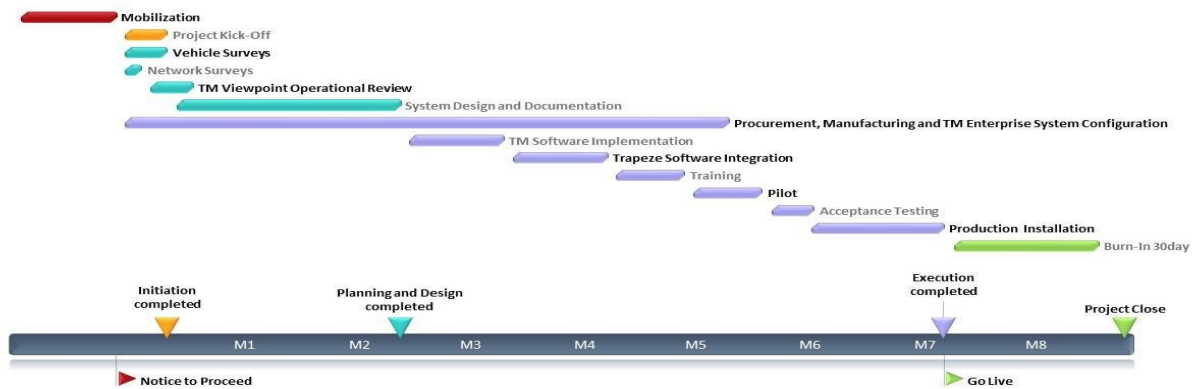 Mobilization
Project Kick-Off
Vehicle Surveys
Network Surveys
TM Viewpoint Operational Review
System Design and Documentation
Procurement, Manufacturing and TM Enterprise System Configuration
TM Software Implementation
Trapeze Software Integration
Training
Pilot
Acceptance Testing
Production Installation
Burn-In 30day
Initiation
completed
Planning and Design
completed
Execution
completed
Project Close
M1 M2 M3 M4 M5 M6 M7 M8
Notice to Proceed
Go Live